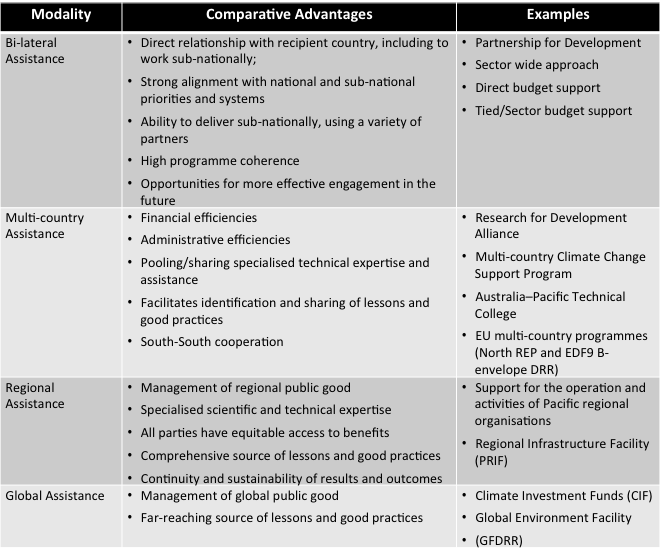 Modality
Comparative Advantages
Examples
Bi-lateral
Assistance
• Direct relationship with recipient country, including to
work sub-nationally;
• Strong alignment with national and sub-national
priorities and systems
• Ability to deliver sub-nationally, using a variety of
partners
• High programme coherence
• Opportunities for more effective engagement in the
future
• Partnership for Development
• Sector wide approach
• Direct budget support
• Tied/Sector budget support
Multi-country
Assistance
• Financial efficiencies
• Administrative efficiencies
• Pooling/sharing specialised technical expertise and
assistance
• Facilitates identification and sharing of lessons and
good practices
• South-South cooperation
• Research for Development
Alliance
• Multi-country Climate Change
Support Program
• Australia–Pacific Technical
College
• EU multi-country programmes
(North REP and EDF9 B-
envelope DRR)
Regional
Assistance
• Management of regional public good
• Specialised scientific and technical expertise
• All parties have equitable access to benefits
• Comprehensive source of lessons and good practices
• Continuity and sustainability of results and outcomes
• Support for the operation and
activities of Pacific regional
organisations
• Regional Infrastructure Facility
(PRIF)
Global Assistance
• Management of global public good
• Far-reaching source of lessons and good practices
• Climate Investment Funds (CIF)
• Global Environment Facility
• (GFDRR)